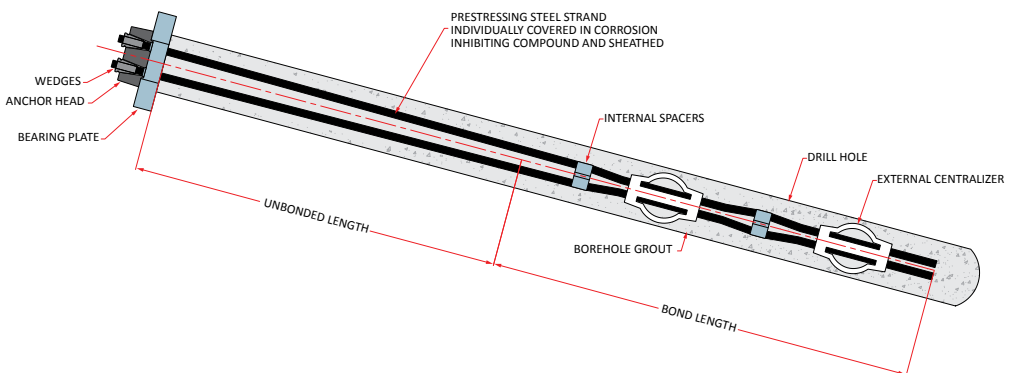 PRESTRESSING STEEL STRAND
INDIVIDUALLY COVERED IN CORROSION
INHIBITING COMPOUND AND SHEATHED
WEDGES
ANCHOR HEAD
BEARING PLATE
INTERNAL SPACERS
DRILL HOLE
EXTERNAL CENTRALIZER
UNBONDED LENGTH
BOREHOLE GROUT
BOND LENGTH